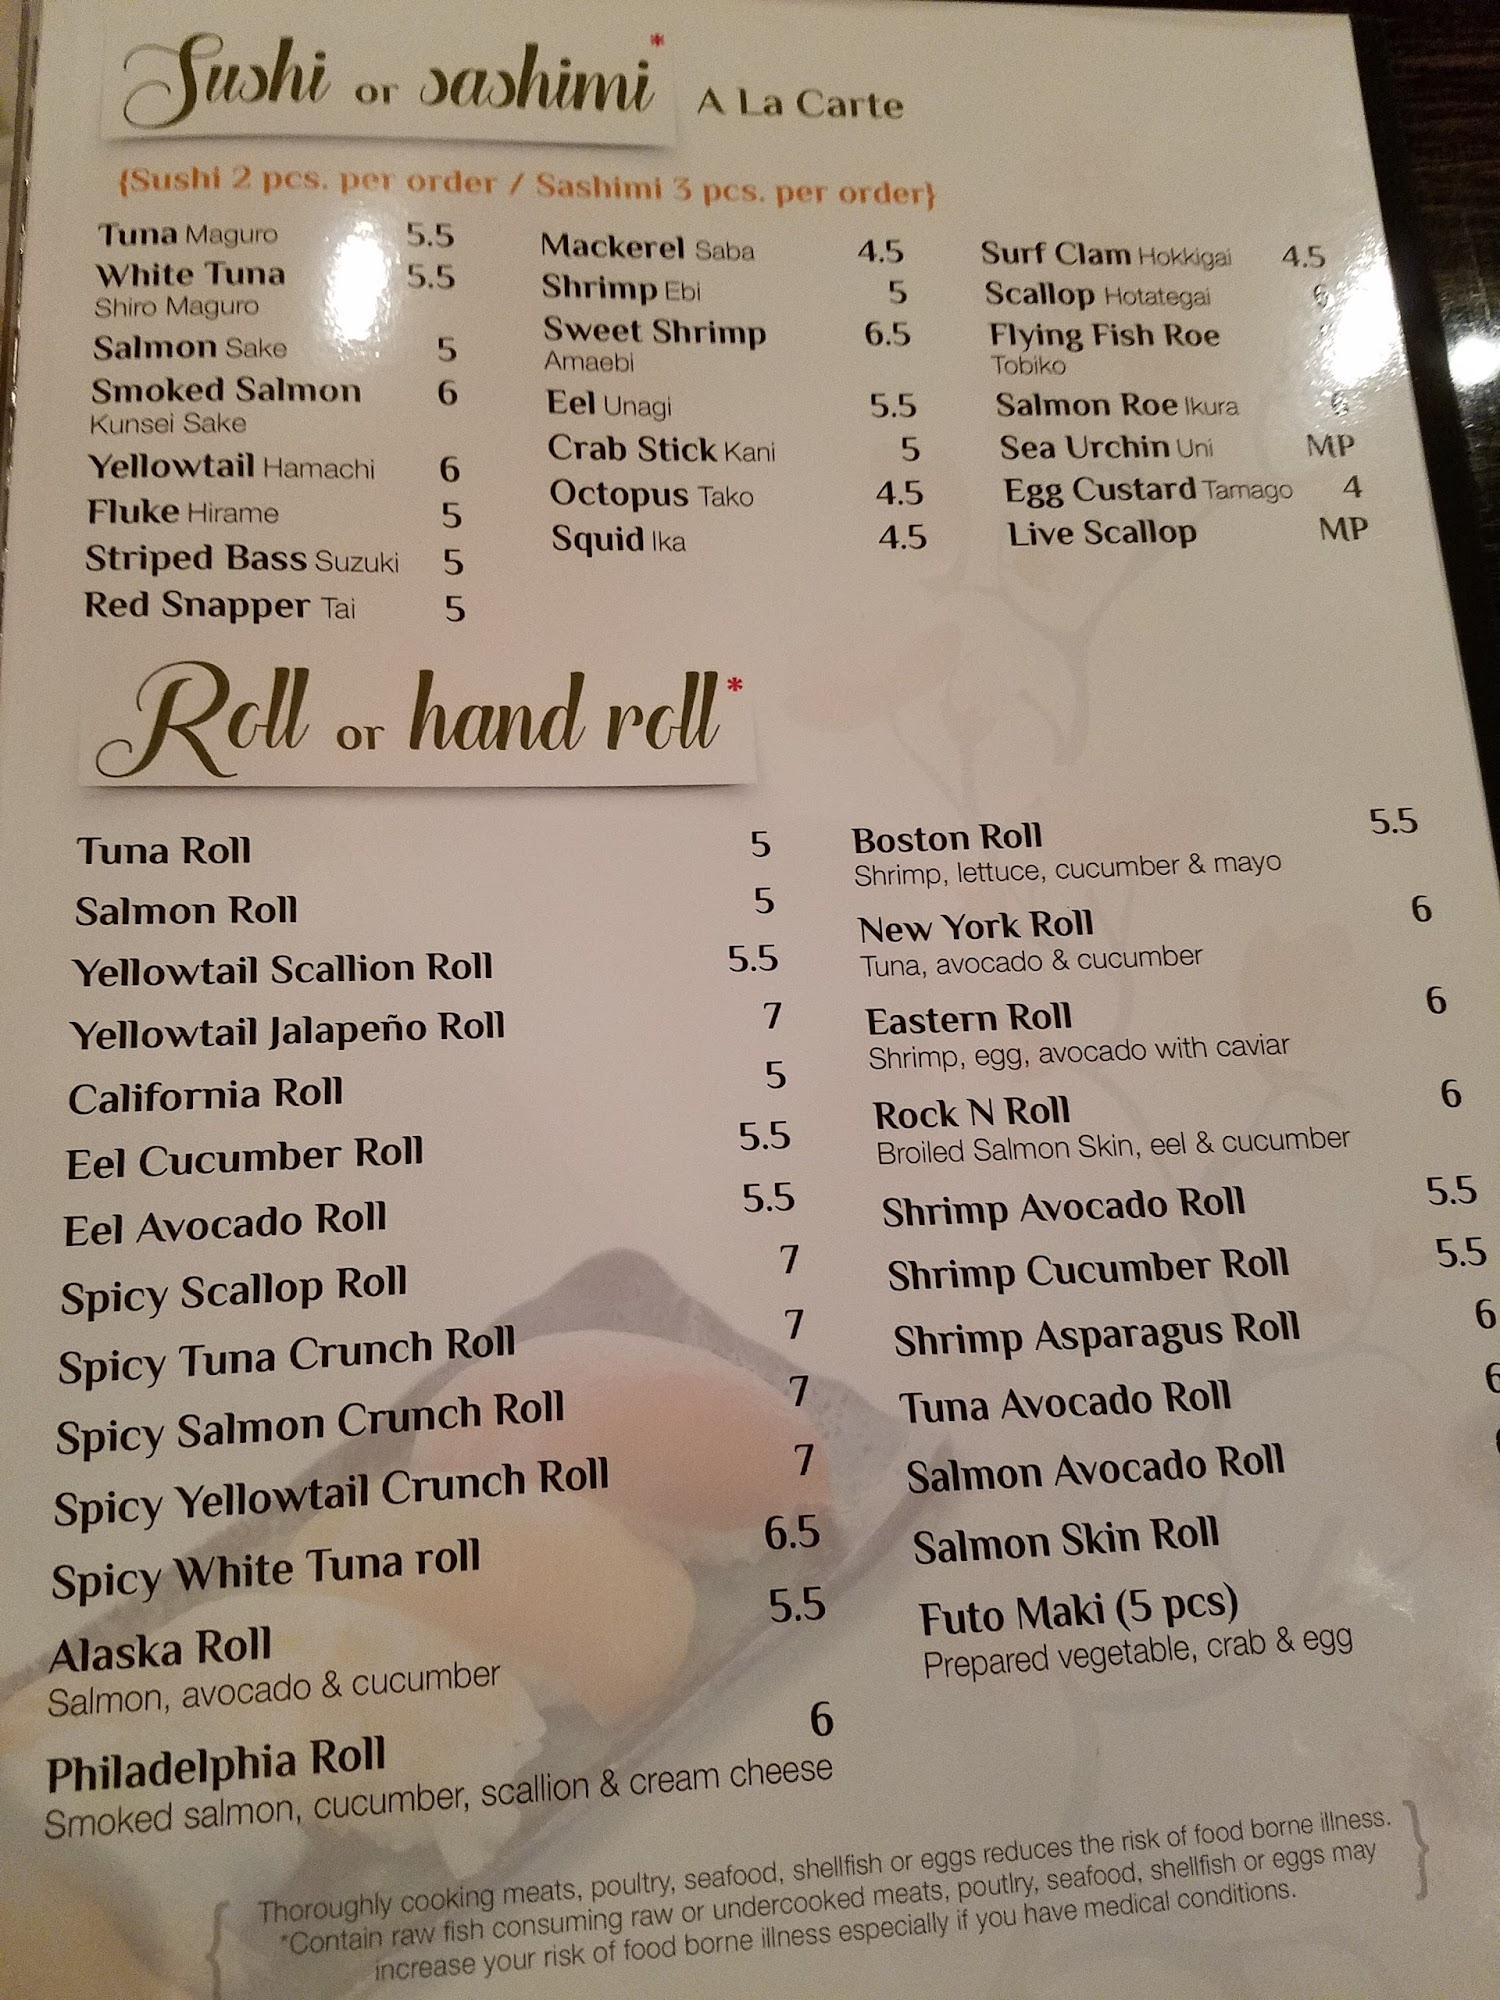 Sushi or sashimi* A La Carte
{Sushi 2 pcs. per order / Sashimi 3 pcs. per order}
Tuna Maguro 5.5
White Tuna 5.5
Shiro Maguro
Salmon Sake 5
Smoked Salmon 6
Kunsei Sake
Yellowtail Hamachi 6
Fluke Hirame 5
Striped Bass Suzuki 5
Red Snapper Tai 5
Mackerel Saba 4.5
Shrimp Ebi 5
Sweet Shrimp 6.5
Amaebi
Eel Unagi 5.5
Crab Stick Kani 5
Octopus Tako 4.5
Squid Ika 4.5
Surf Clam Hokkigai 4.5
Scallop Hotategai 6
Flying Fish Roe
Tobiko
Salmon Roe Ikura 6
Sea Urchin Uni MP
Egg Custard Tamago 4
Live Scallop MP
Roll or hand roll*
Tuna Roll 5
Salmon Roll 5
Yellowtail Scallion Roll 5.5
Yellowtail Jalapeño Roll 7
California Roll 5
Eel Cucumber Roll 5.5
Eel Avocado Roll 5.5
Spicy Scallop Roll 7
Spicy Tuna Crunch Roll 7
Spicy Salmon Crunch Roll 7
Spicy Yellowtail Crunch Roll 7
Spicy White Tuna roll 6.5
Alaska Roll 5.5
Salmon, avocado & cucumber
Philadelphia Roll 6
Smoked salmon, cucumber, scallion & cream cheese
Boston Roll 5.5
Shrimp, lettuce, cucumber & mayo
New York Roll 6
Tuna, avocado & cucumber
Eastern Roll 6
Shrimp, egg, avocado with caviar
Rock N Roll 6
Broiled Salmon Skin, eel & cucumber
Shrimp Avocado Roll 5.5
Shrimp Cucumber Roll 5.5
Shrimp Asparagus Roll 6
Tuna Avocado Roll 6
Salmon Avocado Roll
Salmon Skin Roll
Futo Maki (5 pcs)
Prepared vegetable, crab & egg
{ Thoroughly cooking meats, poultry, seafood, shellfish or eggs reduces the risk of food borne illness. }
*Contain raw fish consuming raw or undercooked meats, poutlry, seafood, shellfish or eggs may
increase your risk of food borne illness especially if you have medical conditions.